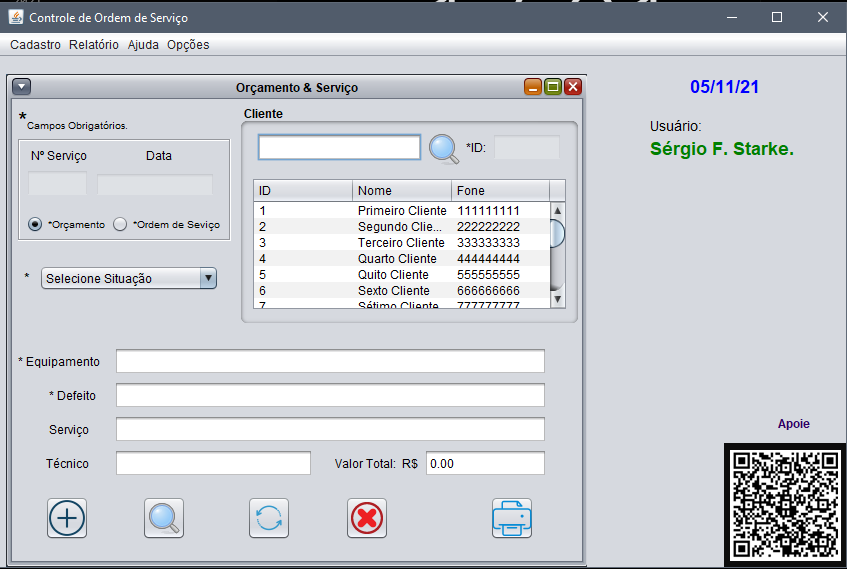 Controle de Ordem de Serviço
Cadastro Relatório Ajuda Opções
Orçamento & Serviço
05/11/21
Usuário:
Sérgio F. Starke.
* Campos Obrigatórios.
Nº Serviço Data
*Orçamento *Ordem de Seviço
* Selecione Situação
Cliente
*ID:
ID Nome Fone
1 Primeiro Cliente 111111111
2 Segundo Clie... 222222222
3 Terceiro Cliente 333333333
4 Quarto Cliente 444444444
5 Quito Cliente 555555555
6 Sexto Cliente 666666666
7 Sétimo Cliente 777777777
* Equipamento
* Defeito
Serviço
Técnico Valor Total: R$ 0.00
Apoie